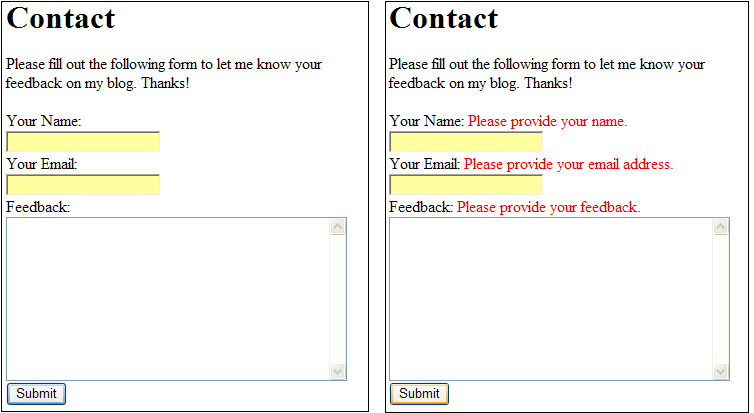 Contact
Please fill out the following form to let me know your
feedback on my blog. Thanks!
Your Name:
Your Email:
Feedback:
Submit
Contact
Please fill out the following form to let me know your
feedback on my blog. Thanks!
Your Name: Please provide your name.
Your Email: Please provide your email address.
Feedback: Please provide your feedback.
Submit